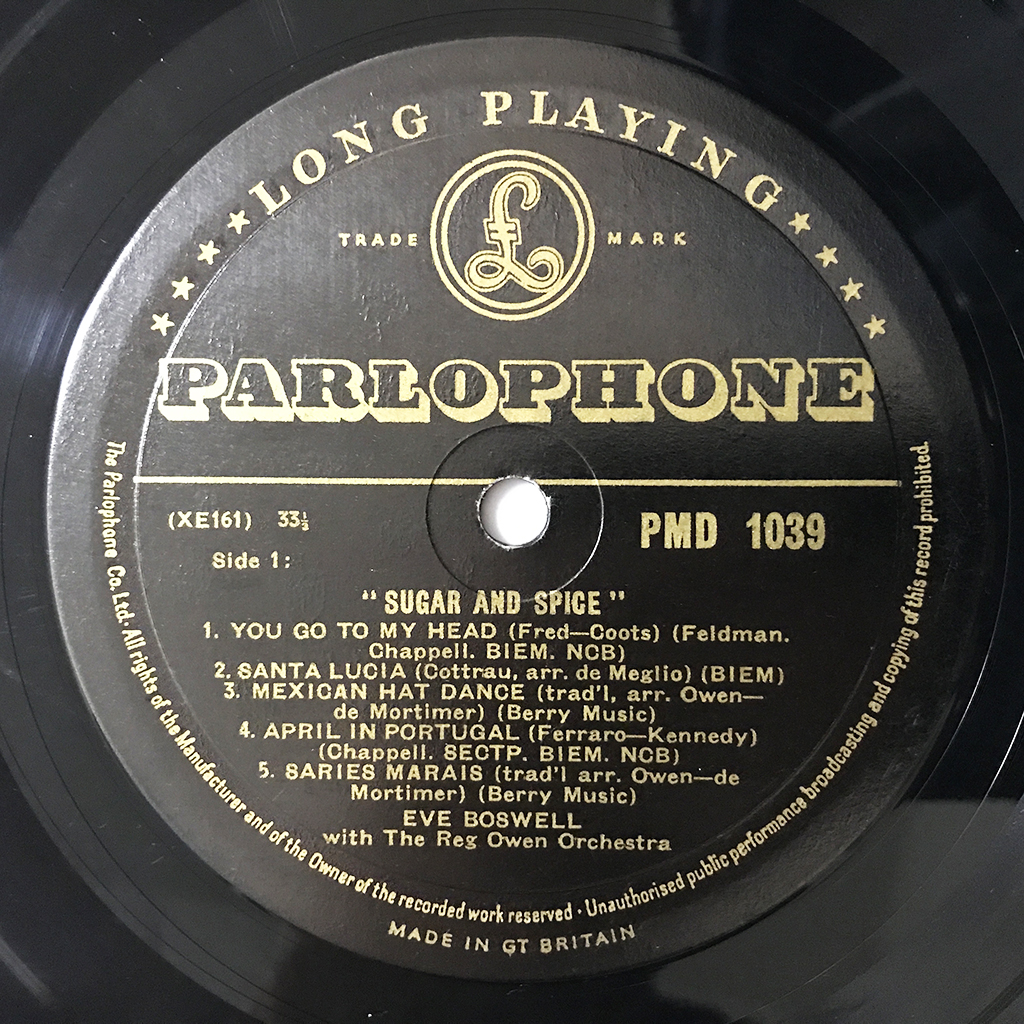 LONG PLAYING
TRADE £ MARK
PARLOPHONE
(XE161) 33⅓
PMD 1039
Side 1:
"SUGAR AND SPICE"
1. YOU GO TO MY HEAD (Fred—Coots) (Feldman.
Chappell. BIEM. NCB)
2. SANTA LUCIA (Cottrau, arr. de Meglio) (BIEM)
3. MEXICAN HAT DANCE (trad'l, arr. Owen—
de Mortimer) (Berry Music)
4. APRIL IN PORTUGAL (Ferraro—Kennedy)
(Chappell. SECTP. BIEM. NCB)
5. SARIES MARAIS (trad'l arr. Owen—de
Mortimer) (Berry Music)
EVE BOSWELL
with The Reg Owen Orchestra
The Parlophone Co. Ltd. All rights of the Manufacturer and of the Owner of the recorded work reserved · Unauthorised public performance broadcasting and copying of this record prohibited.
MADE IN GT BRITAIN